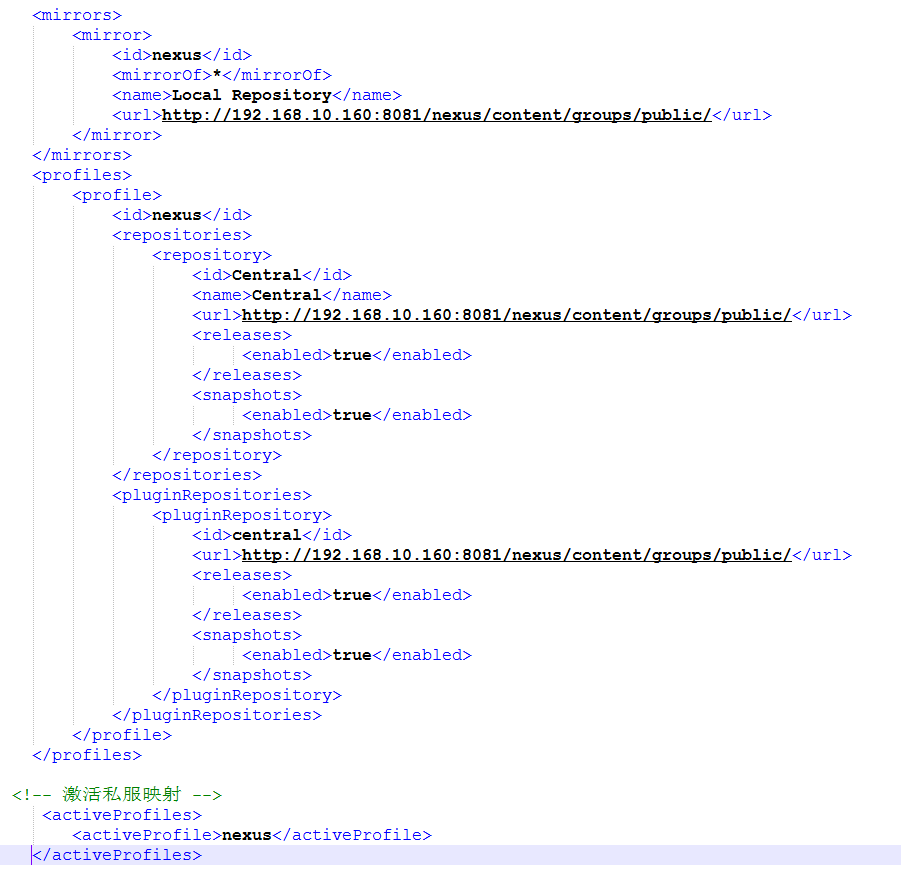 <mirrors>
<mirror>
<id>nexus</id>
<mirrorOf>*</mirrorOf>
<name>Local Repository</name>
<url>http://192.168.10.160:8081/nexus/content/groups/public/</url>
</mirror>
</mirrors>
<profiles>
<profile>
<id>nexus</id>
<repositories>
<repository>
<id>Central</id>
<name>Central</name>
<url>http://192.168.10.160:8081/nexus/content/groups/public/</url>
<releases>
<enabled>true</enabled>
</releases>
<snapshots>
<enabled>true</enabled>
</snapshots>
</repository>
</repositories>
<pluginRepositories>
<pluginRepository>
<id>central</id>
<url>http://192.168.10.160:8081/nexus/content/groups/public/</url>
<releases>
<enabled>true</enabled>
</releases>
<snapshots>
<enabled>true</enabled>
</snapshots>
</pluginRepository>
</pluginRepositories>
</profile>
</profiles>
<!-- 激活私服映射 -->
<activeProfiles>
<activeProfile>nexus</activeProfile>
</activeProfiles>